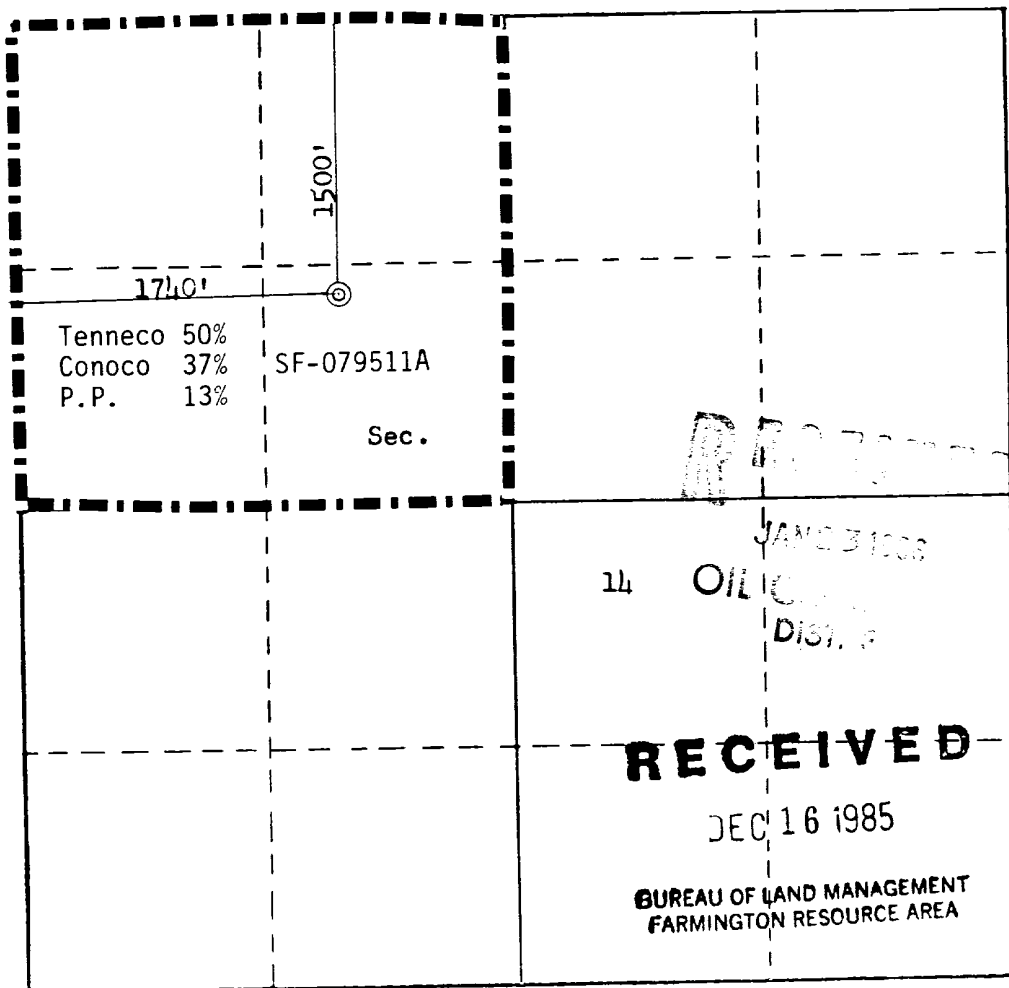 1500'
1740'
Tenneco 50%
Conoco 37% SF-079511A
P.P. 13%
Sec.
14 OIL
DIST.
RECEIVED
DEC 16 1985
BUREAU OF LAND MANAGEMENT
FARMINGTON RESOURCE AREA